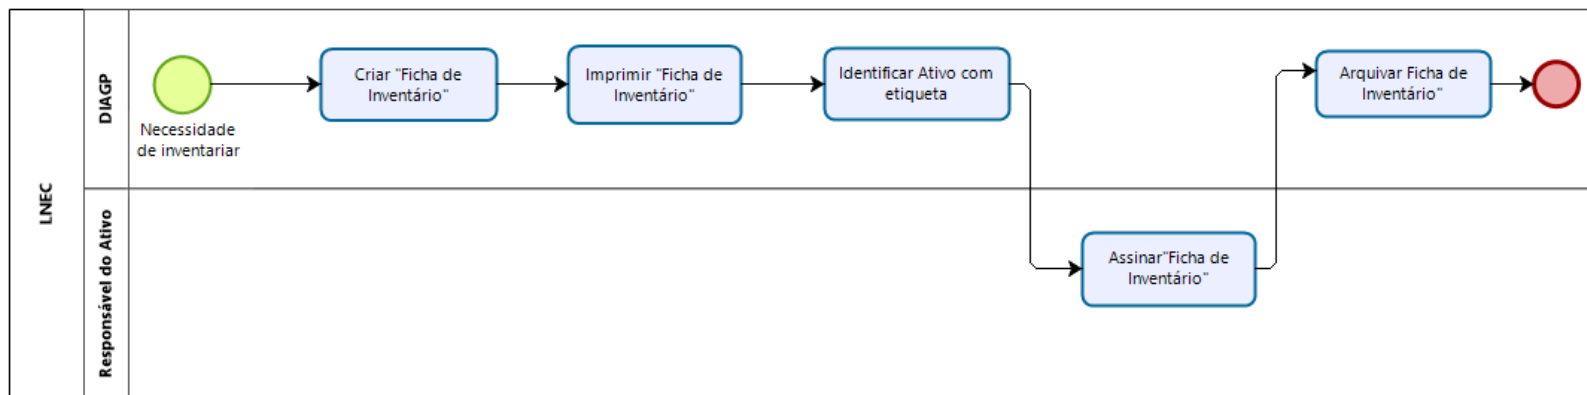 LNEC
DIAGP
Necessidade
de inventariar
Criar "Ficha de
Inventário"
Imprimir "Ficha de
Inventário"
Identificar Ativo com
etiqueta
Arquivar Ficha de
Inventário"
Responsável do Ativo
Assinar"Ficha de
Inventário"